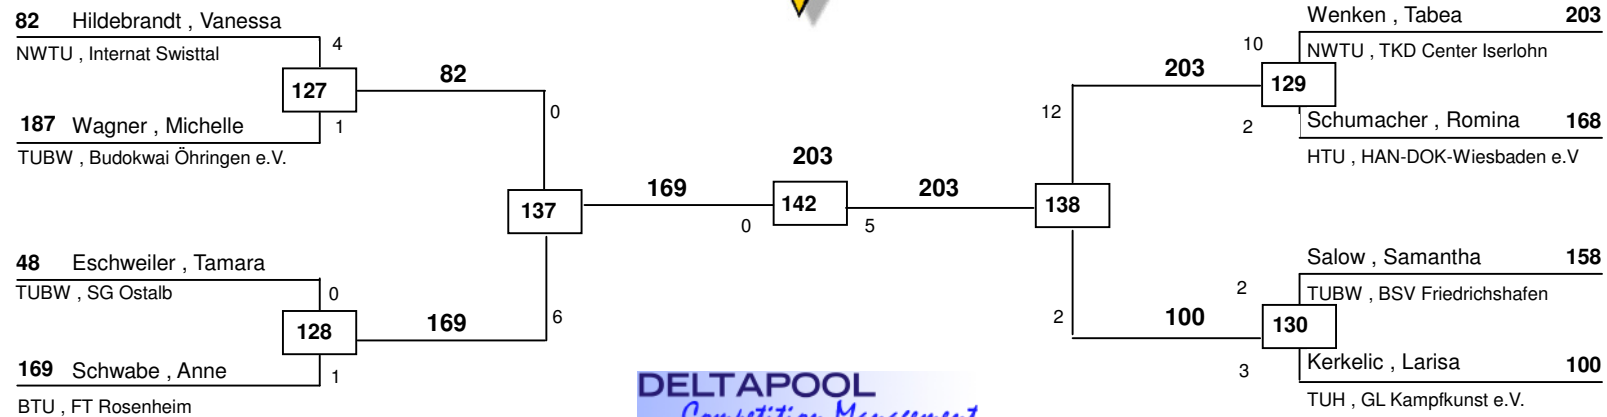 82 Hildebrandt , Vanessa
NWTU , Internat Swisttal
4
127
82
187 Wagner , Michelle
1
TUBW , Budokwai Öhringen e.V.
0
137
169
48 Eschweiler , Tamara
TUBW , SG Ostalb
0
128
169
6
169 Schwabe , Anne
1
BTU , FT Rosenheim
203
142
0
5
203
138
12
203
Wenken , Tabea 203
10
NWTU , TKD Center Iserlohn
129
Schumacher , Romina 168
2
HTU , HAN-DOK-Wiesbaden e.V
Salow , Samantha 158
2
TUBW , BSV Friedrichshafen
2
100
130
Kerkelic , Larisa 100
3
TUH , GL Kampfkunst e.V.
DELTAPOOL
Competition Management